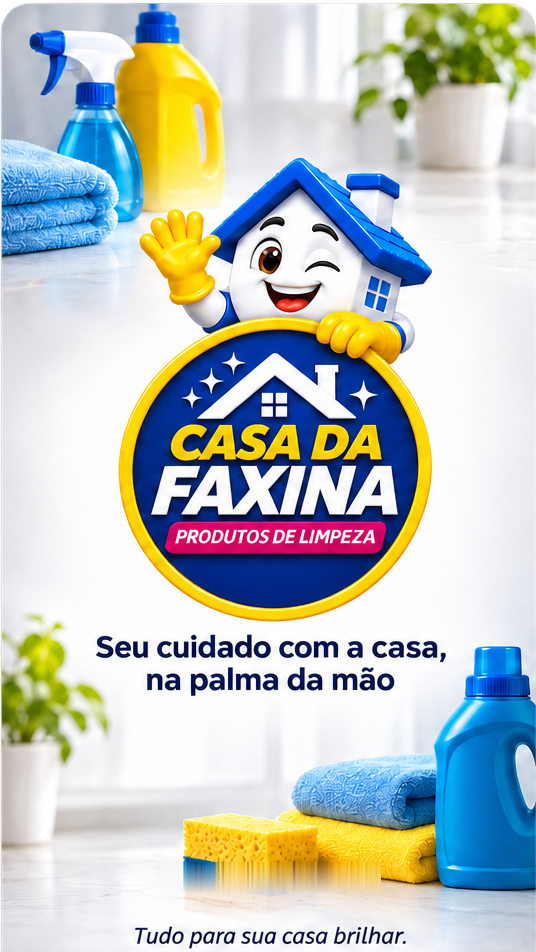 CASA DA
FAXINA
PRODUTOS DE LIMPEZA
Seu cuidado com a casa,
na palma da mão
Tudo para sua casa brilhar.